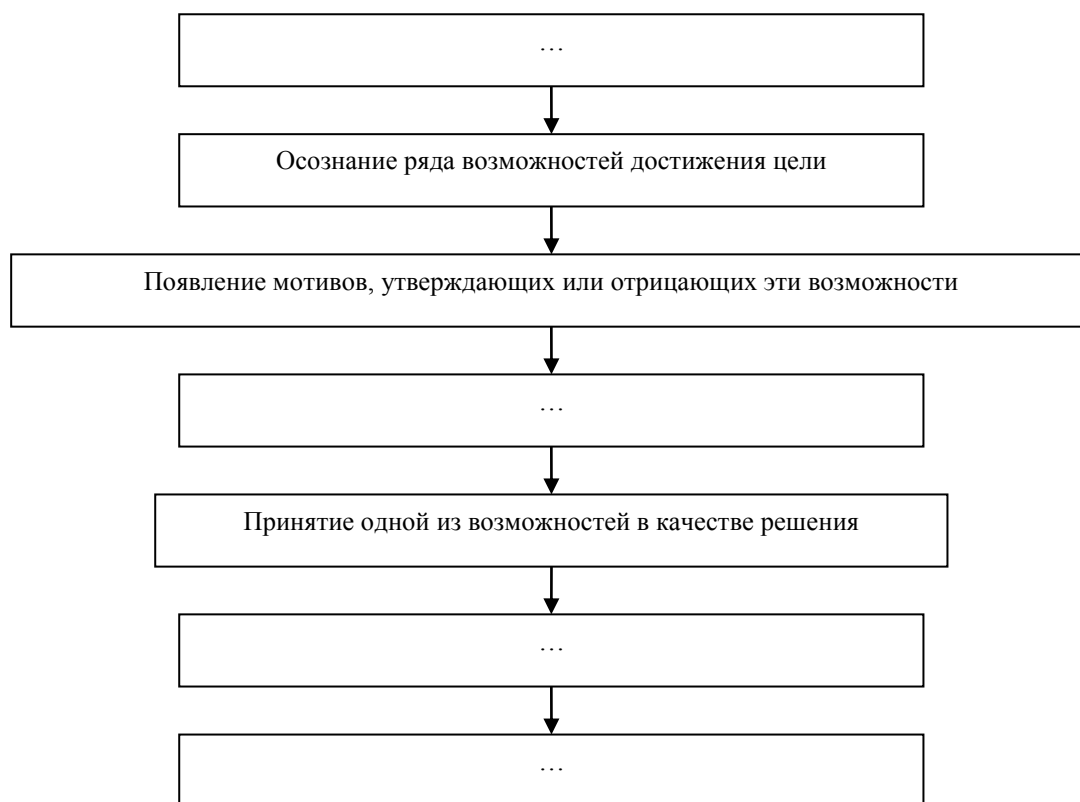 …
Осознание ряда возможностей достижения цели
Появление мотивов, утверждающих или отрицающих эти возможности
…
Принятие одной из возможностей в качестве решения
…
…